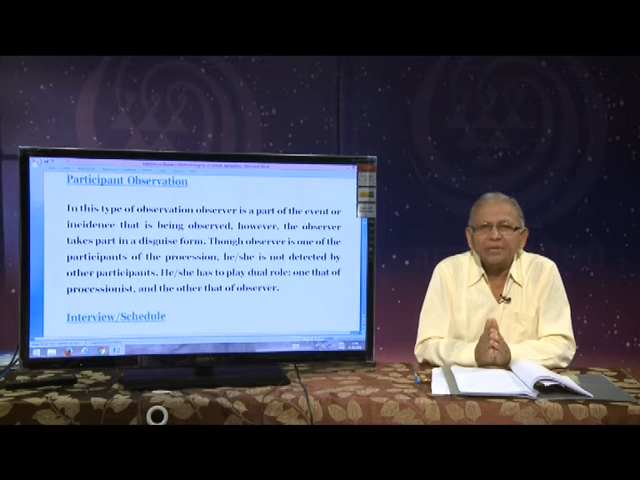 Participant Observation
In this type of observation observer is a part of the event or
incidence that is being observed, however, the observer
takes part in a disguise form. Though observer is one of the
participants of the procession, he/she is not detected by
other participants. He/she has to play dual role: one that of
processionist, and the other that of observer.
Interview/Schedule